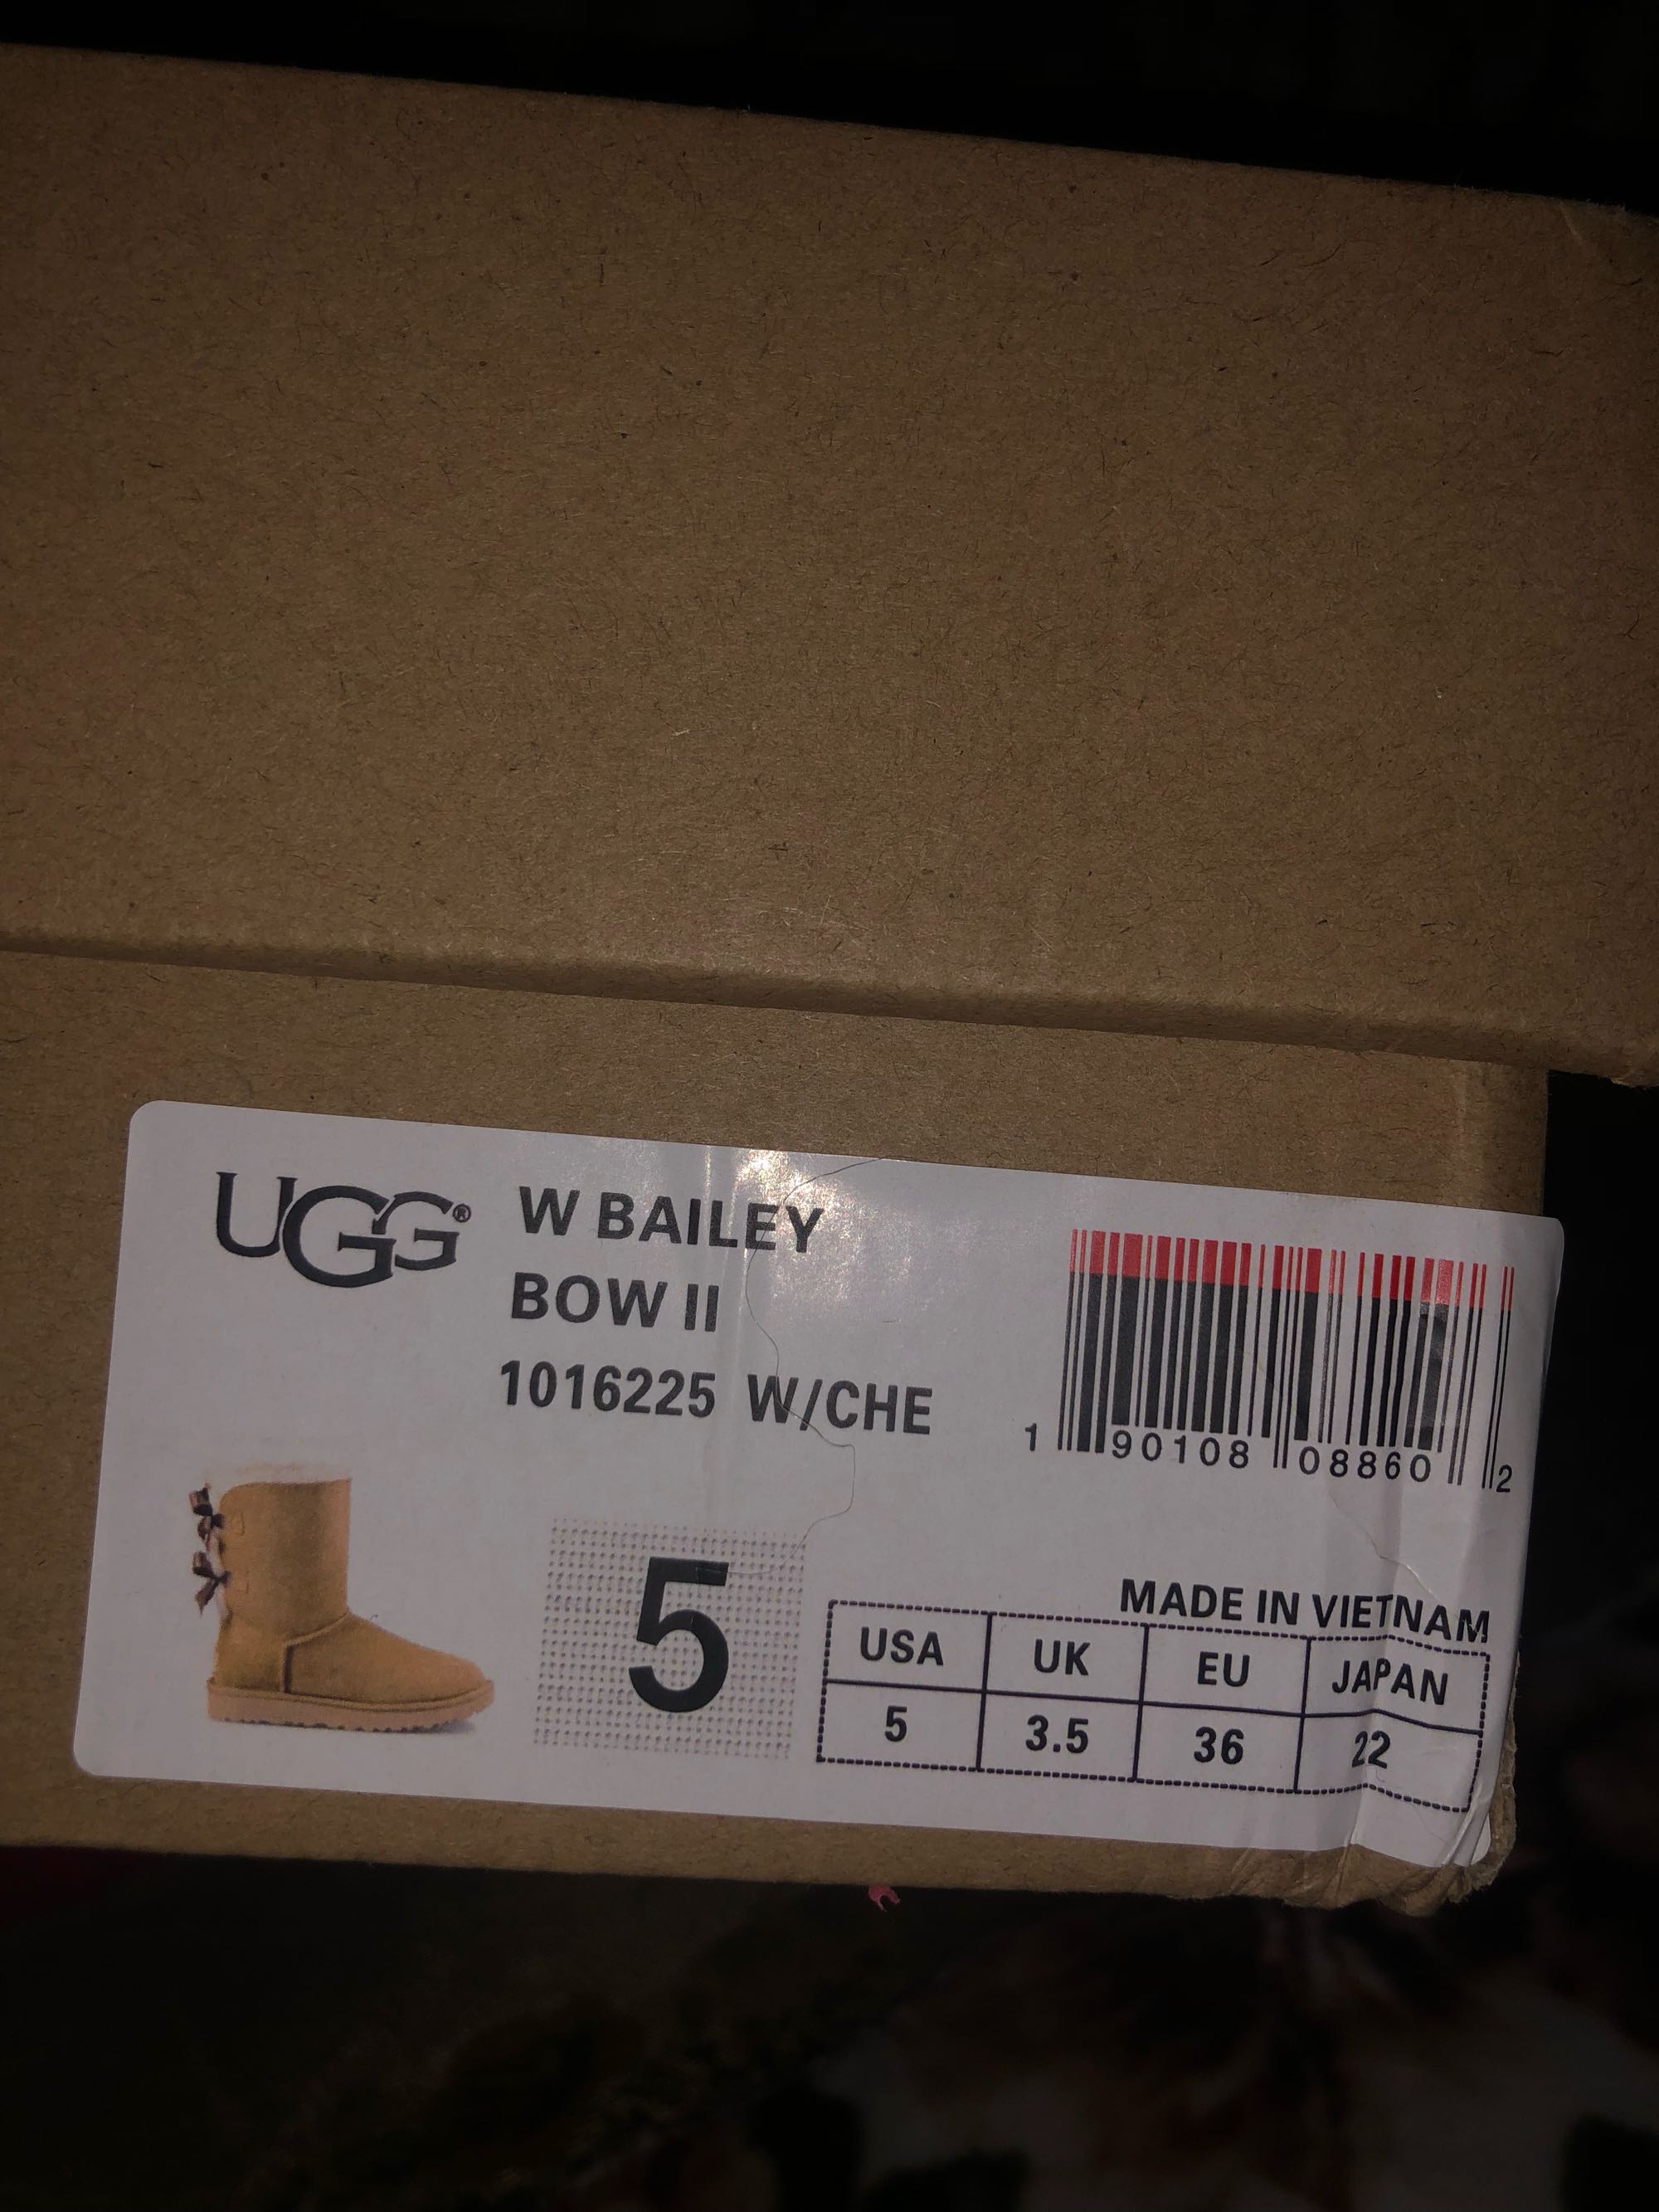 UGG®
W BAILEY
BOW II
1016225 W/CHE
1 90108 08860 2
5
MADE IN VIETNAM
USA UK EU JAPAN
5 3.5 36 22